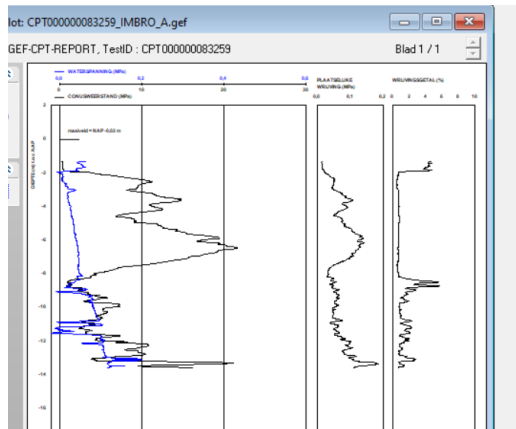 lot: CPT000000083259_IMBRO_A.gef
GEF-CPT-REPORT, TestID : CPT000000083259
Blad 1 / 1
WATERSPANNING (MPa)
0,0 0,2 0,4 0,6
CONUSWEERSTAND (MPa)
0 10 20 30
PLAATSELIJKE
WRIJVING (MPa)
0,0 0,1 0,2
WRIJVINGSGETAL (%)
0 2 4 6 8 10
DIEPTE (m) t.o.v. NAP
maaiveld = NAP -0,02 m
2
0
-2
-4
-6
-8
-10
-12
-14
-16